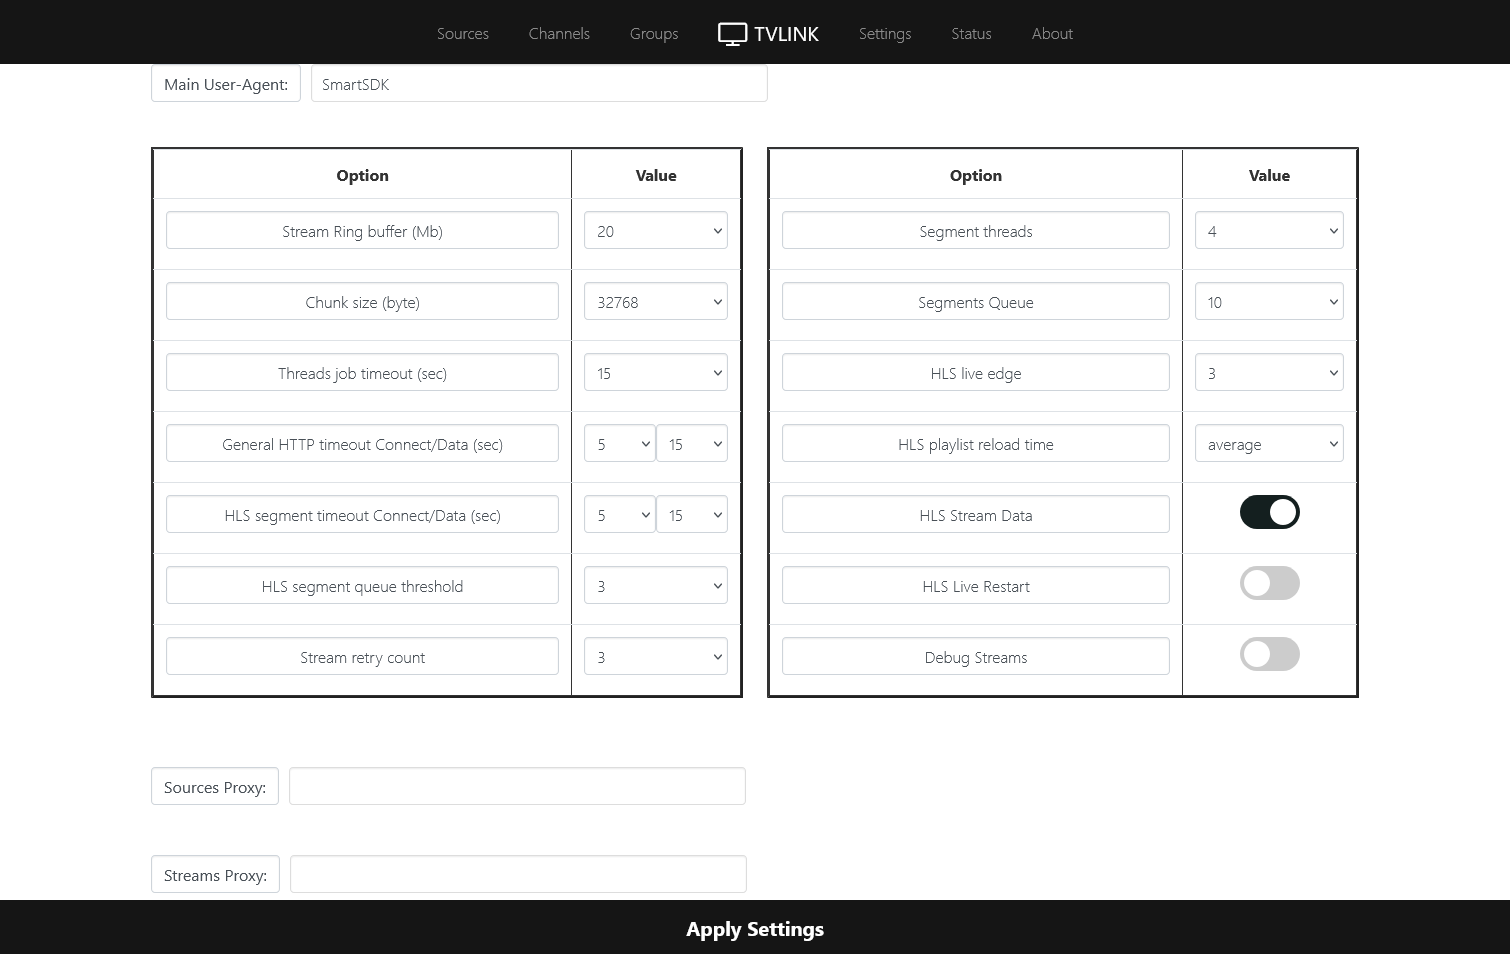 Sources Channels Groups TVLINK Settings Status About
Main User-Agent: SmartSDK
Option Value
Stream Ring buffer (Mb) 20
Chunk size (byte) 32768
Threads job timeout (sec) 15
General HTTP timeout Connect/Data (sec) 5 15
HLS segment timeout Connect/Data (sec) 5 15
HLS segment queue threshold 3
Stream retry count 3
Option Value
Segment threads 4
Segments Queue 10
HLS live edge 3
HLS playlist reload time average
HLS Stream Data
HLS Live Restart
Debug Streams
Sources Proxy:
Streams Proxy:
Apply Settings